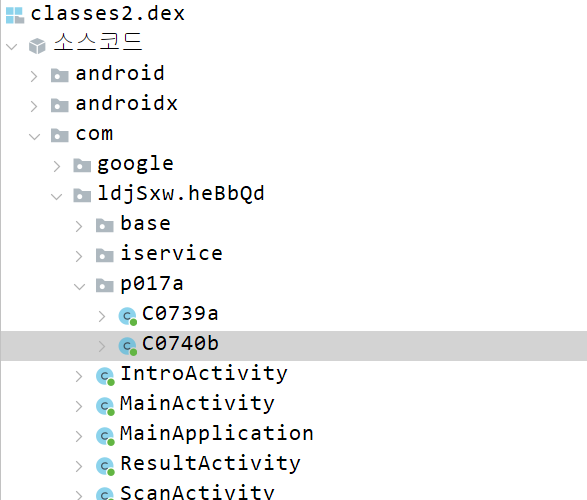 classes2.dex
소스코드
android
androidx
com
google
ldjSxw.heBbQd
base
iservice
p017a
C0739a
C0740b
IntroActivity
MainActivity
MainApplication
ResultActivity
ScanActivity